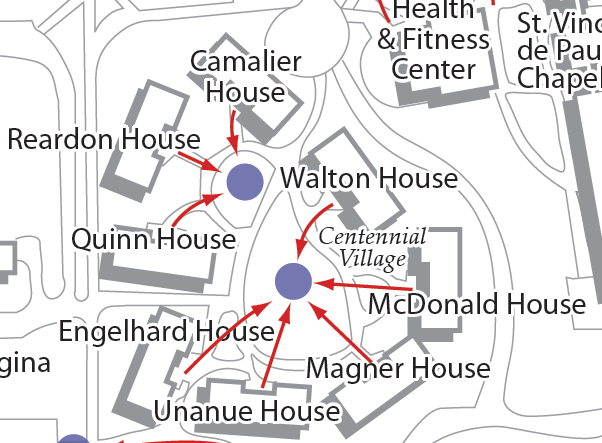 Health
& Fitness
Center
St. Vinc
de Pau
Chapel
Camalier
House
Reardon House
Walton House
Quinn House
Centennial
Village
McDonald House
Engelhard House
gina
Magner House
Unanue House